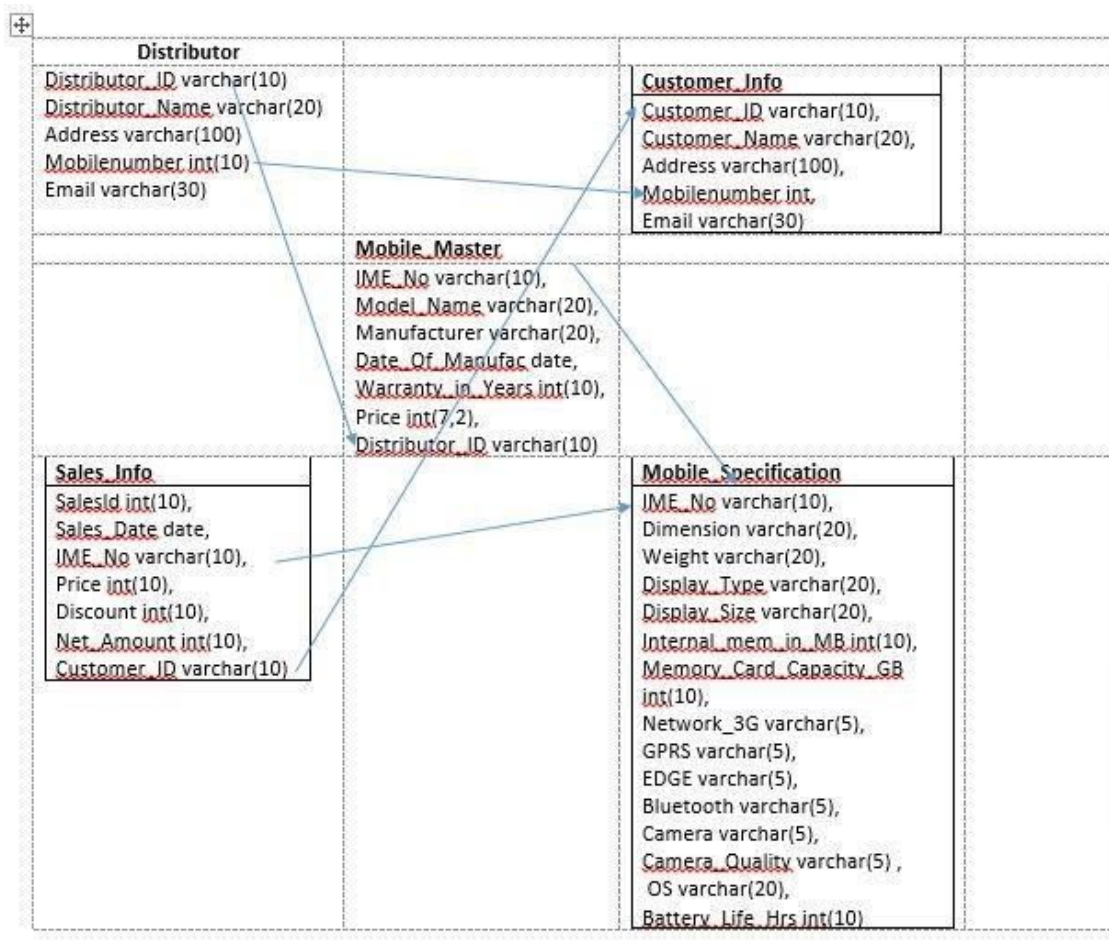 Distributor
Distributor_ID varchar(10)
Distributor_Name varchar(20)
Address varchar(100)
Mobilenumber int(10)
Email varchar(30)
Customer_Info
Customer_ID varchar(10),
Customer_Name varchar(20),
Address varchar(100),
Mobilenumber int,
Email varchar(30)
Mobile_Master
IME_No varchar(10),
Model_Name varchar(20),
Manufacturer varchar(20),
Date_Of_Manufac date,
Warranty_in_Years int(10),
Price int(7,2),
Distributor_ID varchar(10)
Sales_Info
SalesId int(10),
Sales_Date date,
IME_No varchar(10),
Price int(10),
Discount int(10),
Net_Amount int(10),
Customer_ID varchar(10)
Mobile_Specification
IME_No varchar(10),
Dimension varchar(20),
Weight varchar(20),
Display_Type varchar(20),
Display_Size varchar(20),
Internal_mem_in_MB int(10),
Memory_Card_Capacity_GB
int(10),
Network_3G varchar(5),
GPRS varchar(5),
EDGE varchar(5),
Bluetooth varchar(5),
Camera varchar(5),
Camera_Quality varchar(5) ,
OS varchar(20),
Battery_Life_Hrs int(10)